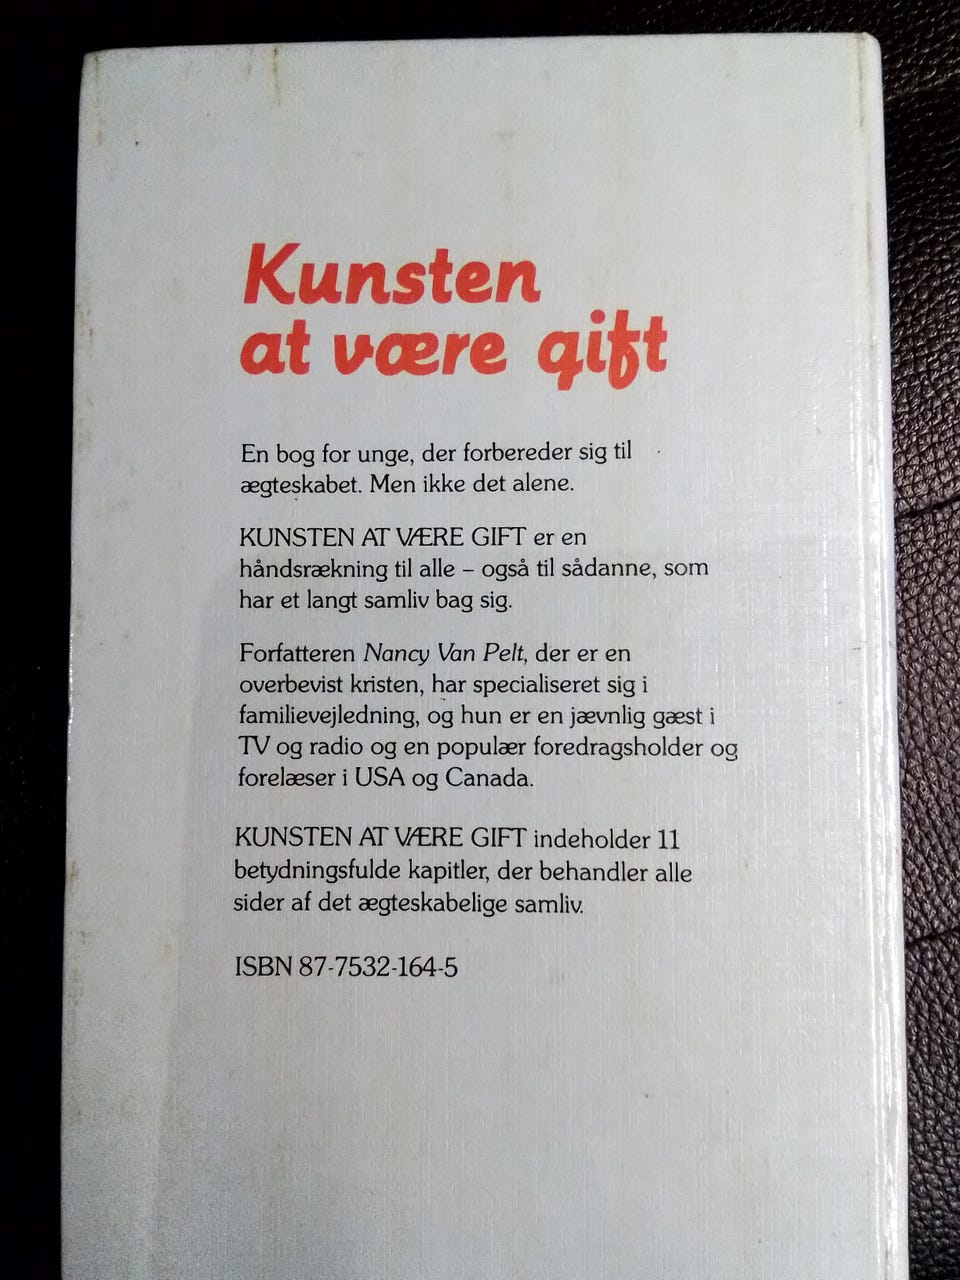 Kunsten
at være gift
En bog for unge, der forbereder sig til
ægteskabet. Men ikke det alene.
KUNSTEN AT VÆRE GIFT er en
håndsrækning til alle – også til sådanne, som
har et langt samliv bag sig.
Forfatteren Nancy Van Pelt, der er en
overbevist kristen, har specialiseret sig i
familievejledning, og hun er en jævnlig gæst i
TV og radio og en populær foredragsholder og
forelæser i USA og Canada.
KUNSTEN AT VÆRE GIFT indeholder 11
betydningsfulde kapitler, der behandler alle
sider af det ægteskabelige samliv.
ISBN 87-7532-164-5